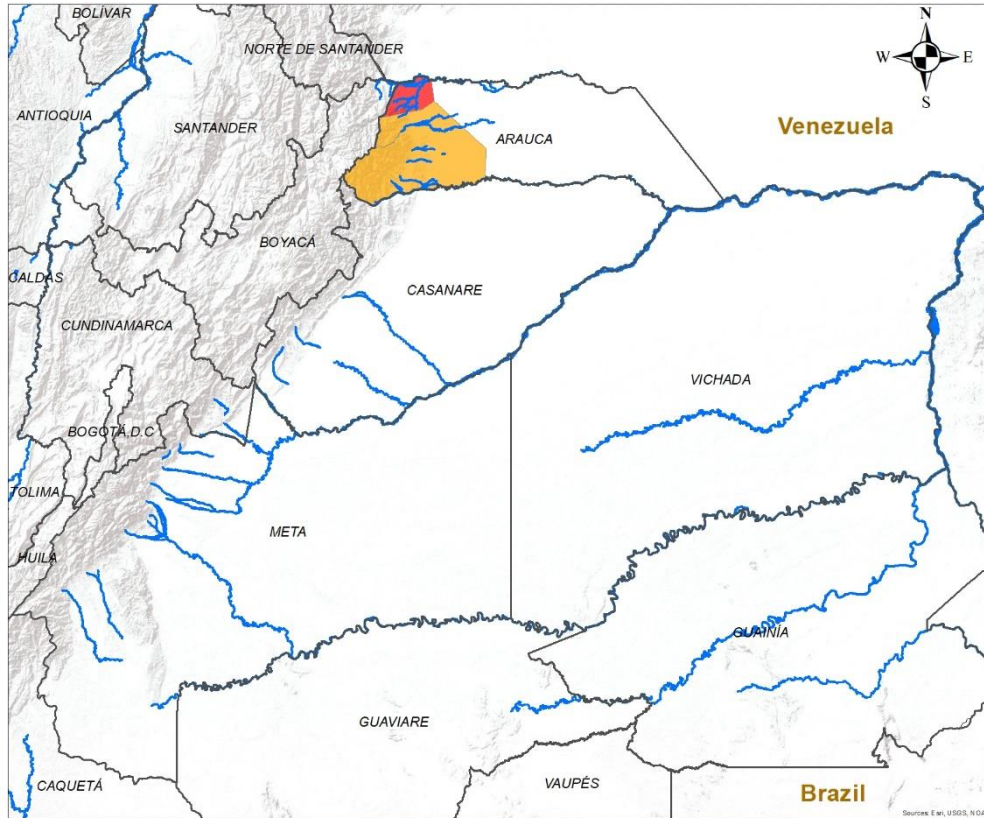 BOLÍVAR
N
NORTE DE SANTANDER
W
E
S
ANTIOQUIA
SANTANDER
Venezuela
ARAUCA
BOYACÁ
CALDAS
CASANARE
CUNDINAMARCA
VICHADA
BOGOTÁ D.C
TOLIMA
META
HUILA
GUAINÍA
GUAVIARE
CAQUETÁ
VAUPÉS
Brazil
Sources: Esri, USGS, NOA